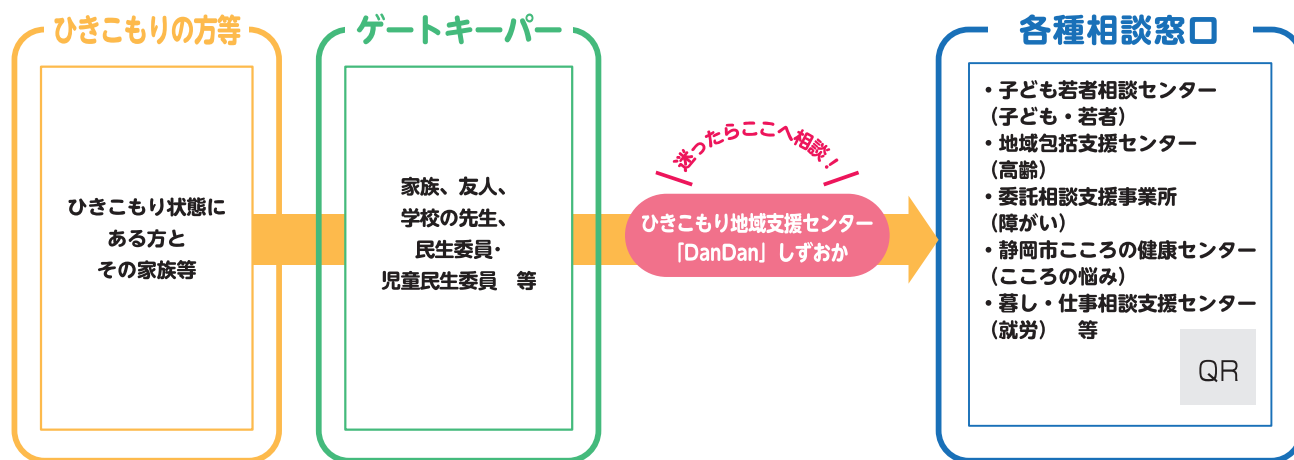 ひきこもりの方等
ひきこもり状態に
ある方と
その家族等
ゲートキーパー
家族、友人、
学校の先生、
民生委員・
児童民生委員　等
迷ったらここへ相談！
ひきこもり地域支援センター
「DanDan」しずおか
各種相談窓口
・子ども若者相談センター
（子ども・若者）
・地域包括支援センター
（高齢）
・委託相談支援事業所
（障がい）
・静岡市こころの健康センター
（こころの悩み）
・暮し・仕事相談支援センター
（就労）　等
QR